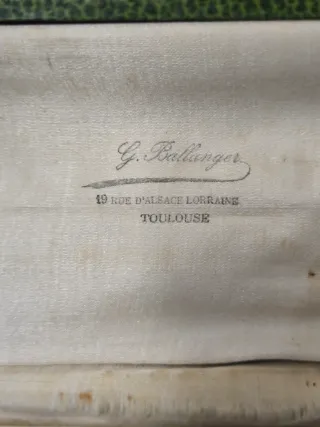 G. Ballanger
19 RUE D'ALSACE LORRAINE
TOULOUSE